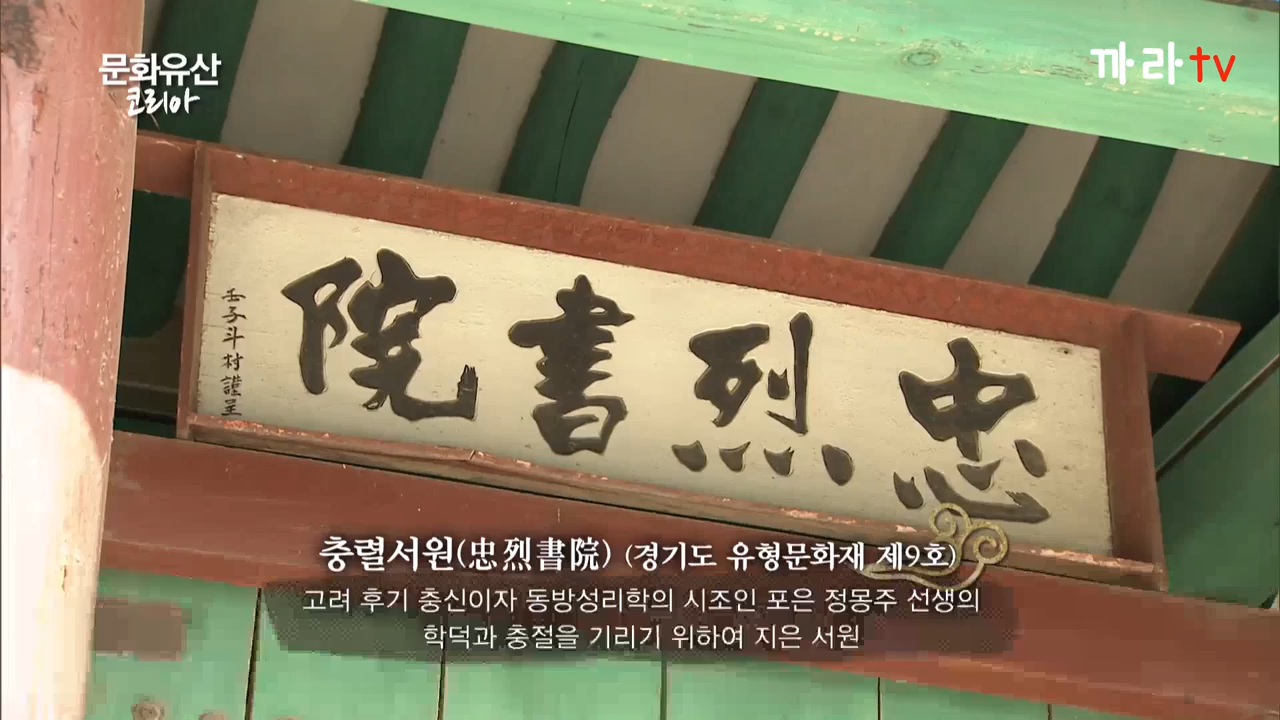 문화유산
코리아
까라tv
忠烈書院
壬子斗村謹呈
충렬서원(忠烈書院) (경기도 유형문화재 제9호)
고려 후기 충신이자 동방성리학의 시조인 포은 정몽주 선생의
학덕과 충절을 기리기 위하여 지은 서원